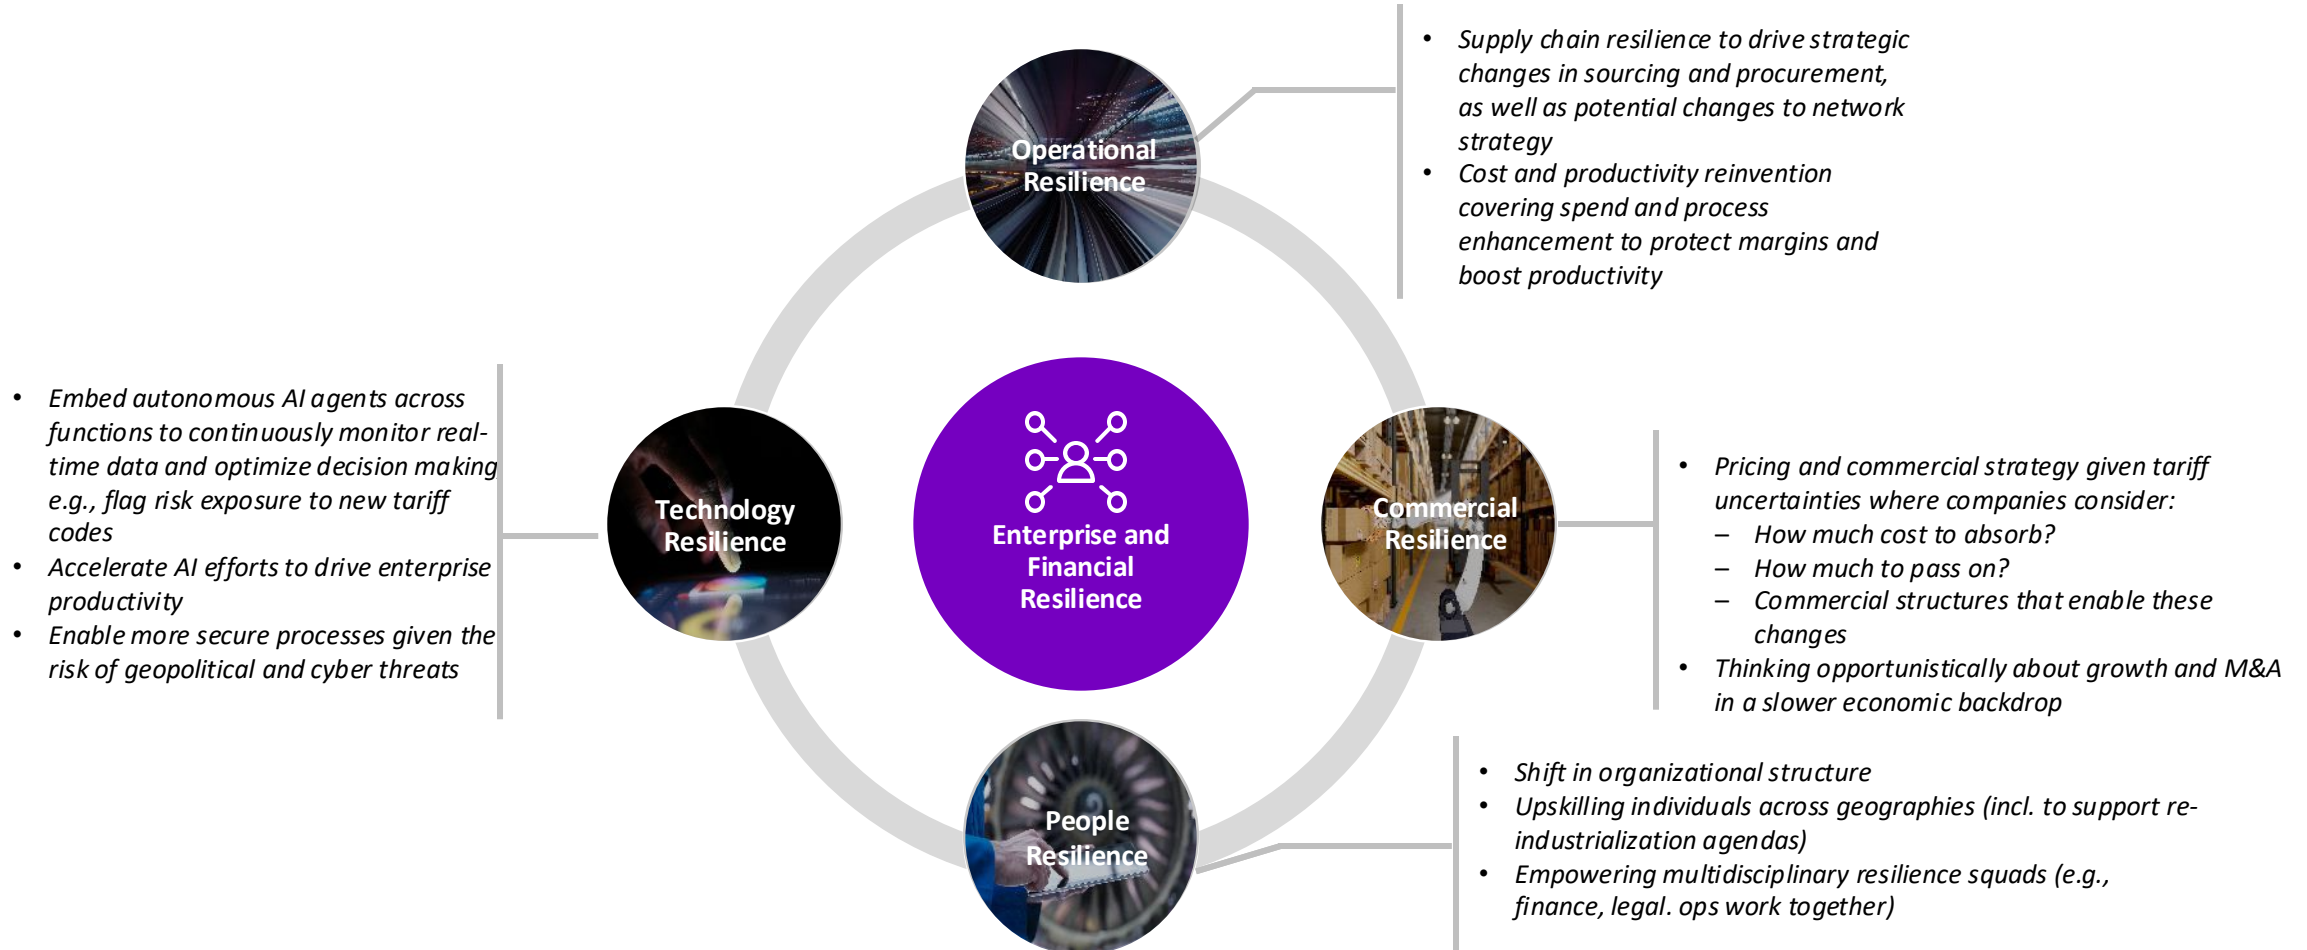 • Supply chain resilience to drive strategic
changes in sourcing and procurement,
as well as potential changes to network
strategy
• Cost and productivity reinvention
covering spend and process
enhancement to protect margins and
boost productivity
Operational
Resilience
• Embed autonomous AI agents across
functions to continuously monitor real-
time data and optimize decision making
e.g., flag risk exposure to new tariff
codes
• Accelerate AI efforts to drive enterprise
productivity
• Enable more secure processes given the
risk of geopolitical and cyber threats
Technology
Resilience
Enterprise and
Financial
Resilience
Commercial
Resilience
• Pricing and commercial strategy given tariff
uncertainties where companies consider:
– How much cost to absorb?
– How much to pass on?
– Commercial structures that enable these
changes
• Thinking opportunistically about growth and M&A
in a slower economic backdrop
People
Resilience
• Shift in organizational structure
• Upskilling individuals across geographies (incl. to support re-
industrialization agendas)
• Empowering multidisciplinary resilience squads (e.g.,
finance, legal. ops work together)